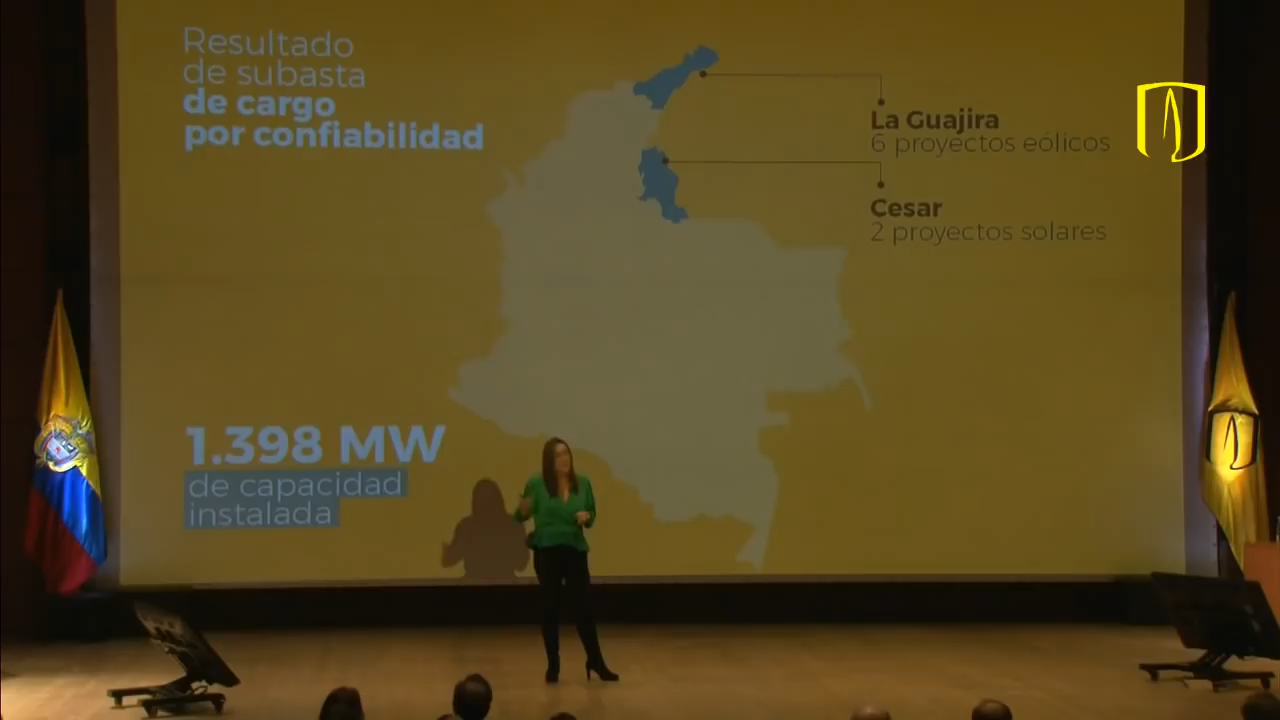 Resultado
de subasta
de cargo
por confiabilidad
La Guajira
6 proyectos eólicos
Cesar
2 proyectos solares
1.398 MW
de capacidad
instalada